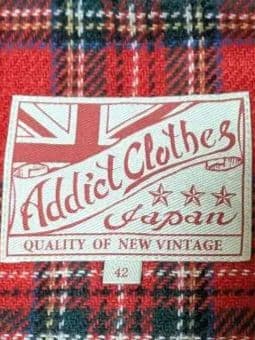 Addict Clothes
Japan
QUALITY OF NEW VINTAGE
42